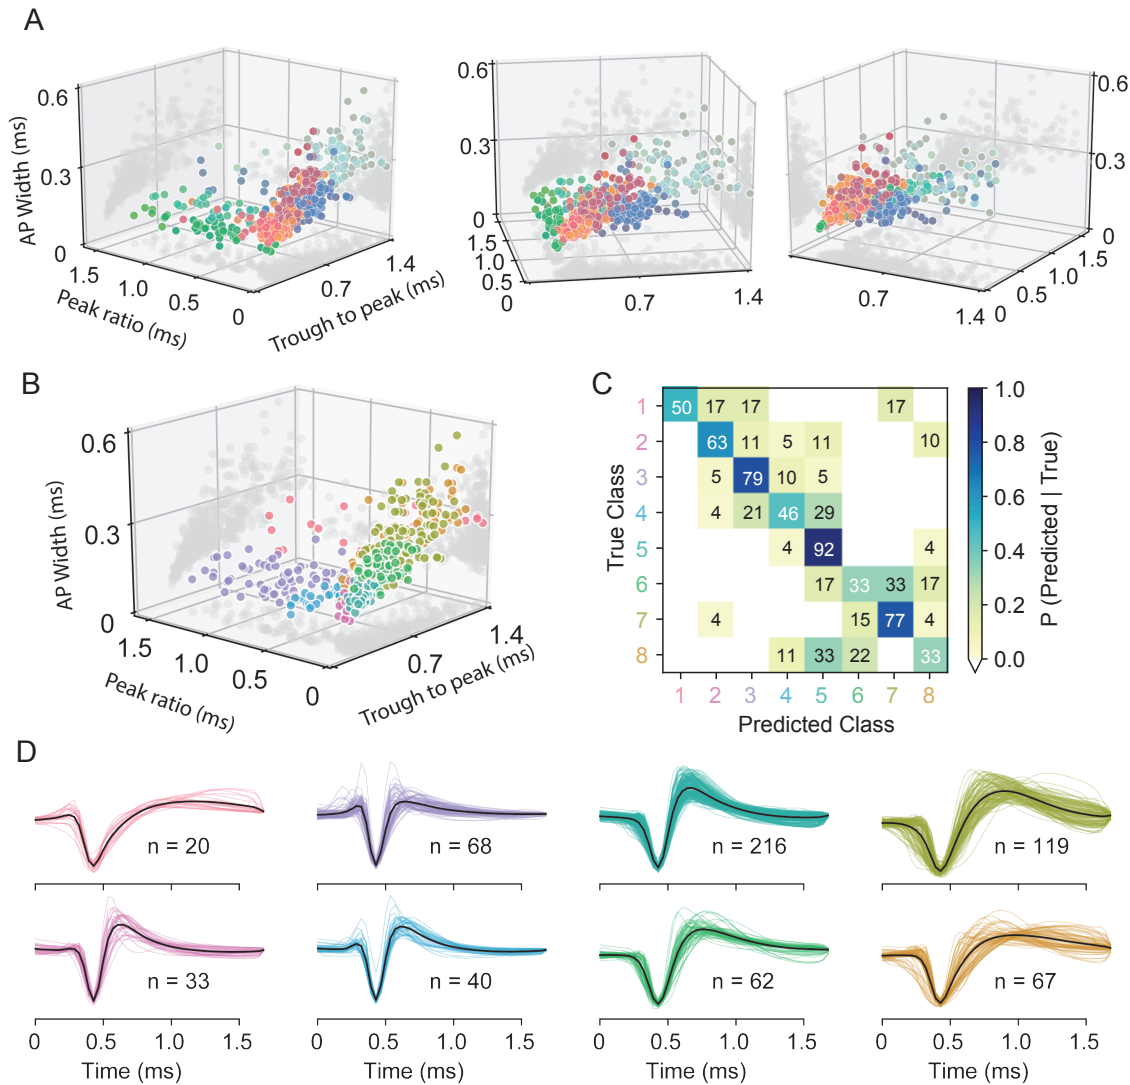 A
0.6
0.3
0
AP Width (ms)
1.5
1.0
0.5
0
Peak ratio (ms)
0.7
1.4
Trough to peak (ms)
0.6
0.3
0
1.5
1.0
0.5
0
0.7
1.4
0.6
0.3
0
1.5
1.0
0.5
0
0.7
1.4
B
0.6
0.3
0
AP Width (ms)
1.5
1.0
0.5
0
Peak ratio (ms)
0.7
1.4
Trough to peak (ms)
C
True Class
1 50 17 17 17
2 63 11 5 11 10
3 5 79 10 5
4 4 21 46 29
5 4 92 4
6 17 33 33 17
7 4 15 77 4
8 11 33 22 33
1 2 3 4 5 6 7 8
Predicted Class
1.0
0.8
0.6
0.4
0.2
0.0
P (Predicted | True)
D
n = 20
n = 68
n = 216
n = 119
n = 33
n = 40
n = 62
n = 67
0 0.5 1.0 1.5
0 0.5 1.0 1.5
0 0.5 1.0 1.5
0 0.5 1.0 1.5
Time (ms)
Time (ms)
Time (ms)
Time (ms)